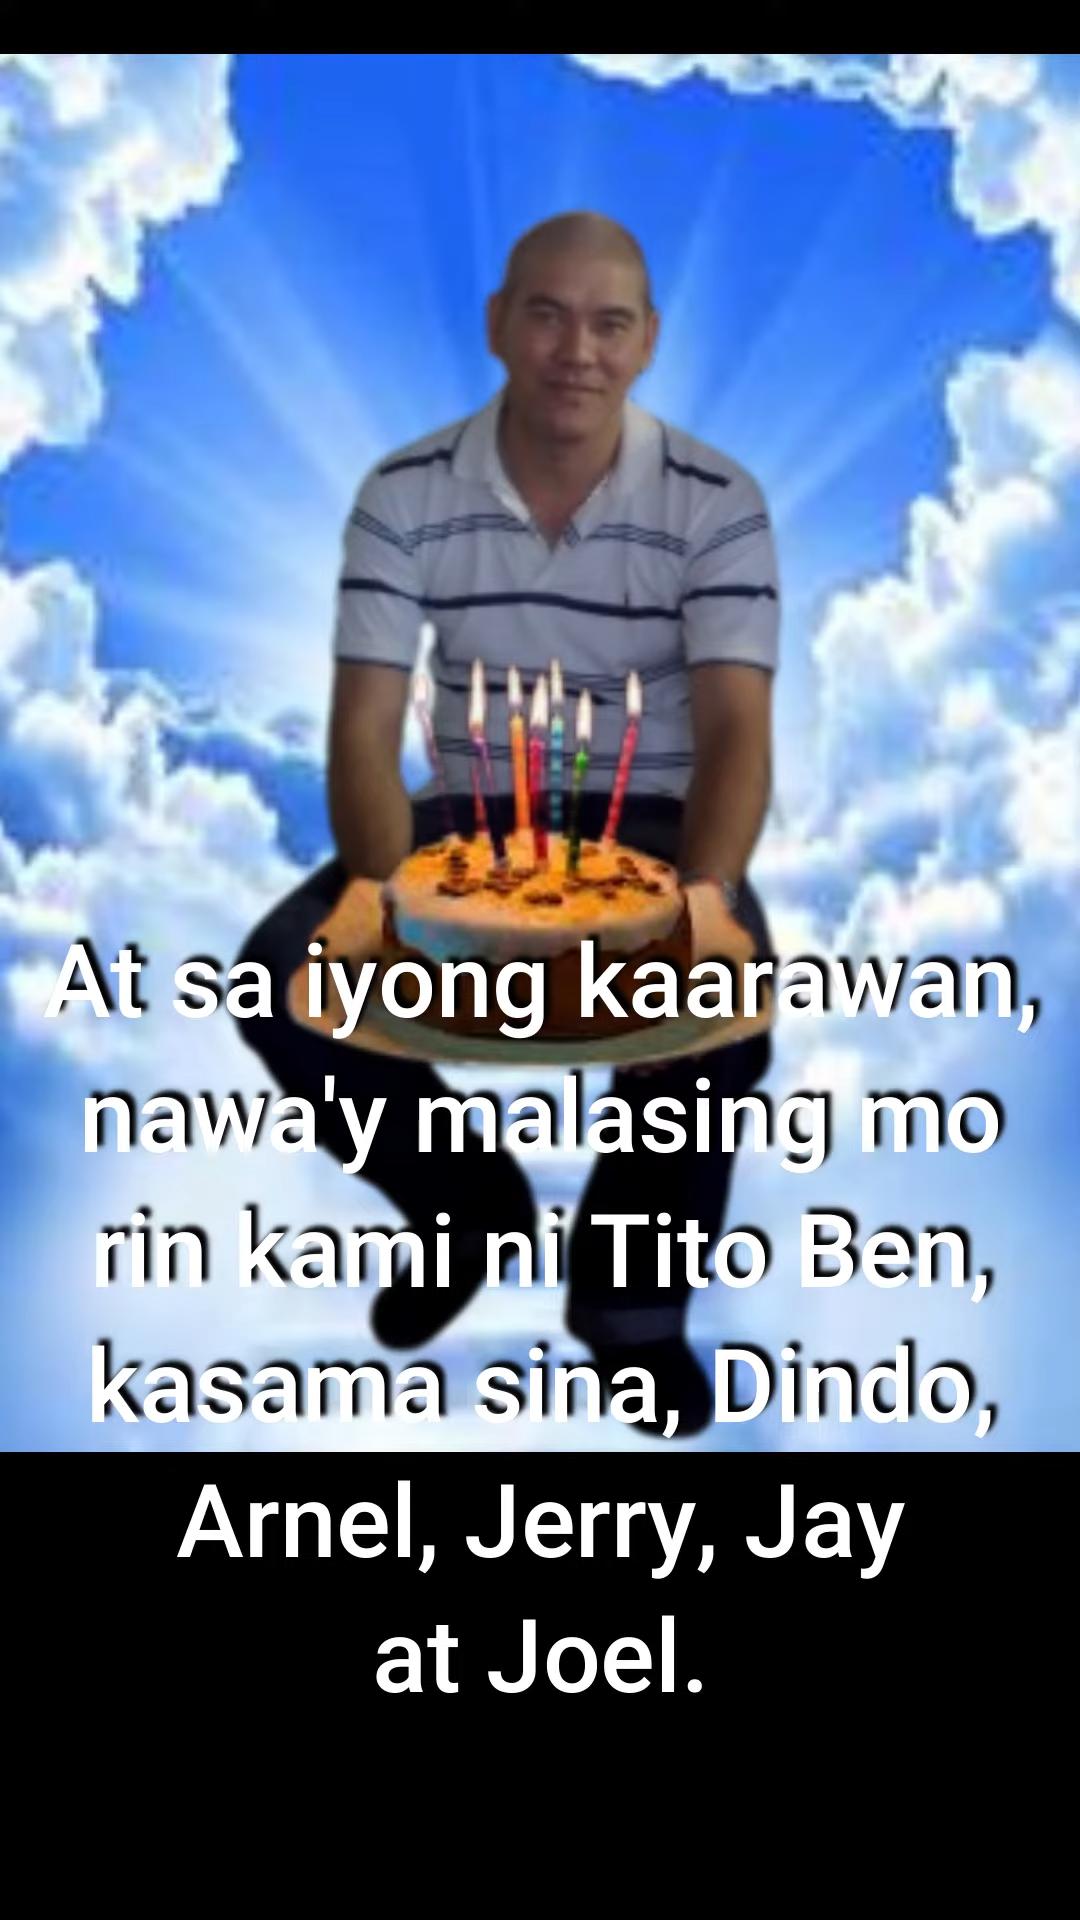 At sa iyong kaarawan,
nawa'y malasing mo
rin kami ni Tito Ben,
kasama sina, Dindo,
Arnel, Jerry, Jay
at Joel.